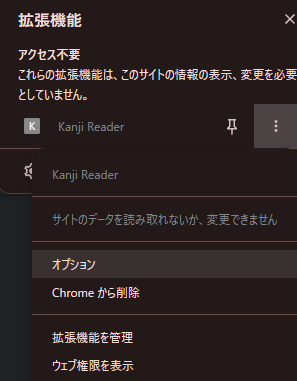 拡張機能
アクセス不要
これらの拡張機能は、このサイトの情報の表示、変更を必要
としていません。
K Kanji Reader
Kanji Reader
サイトのデータを読み取れないか、変更できません
オプション
Chrome から削除
拡張機能を管理
ウェブ権限を表示